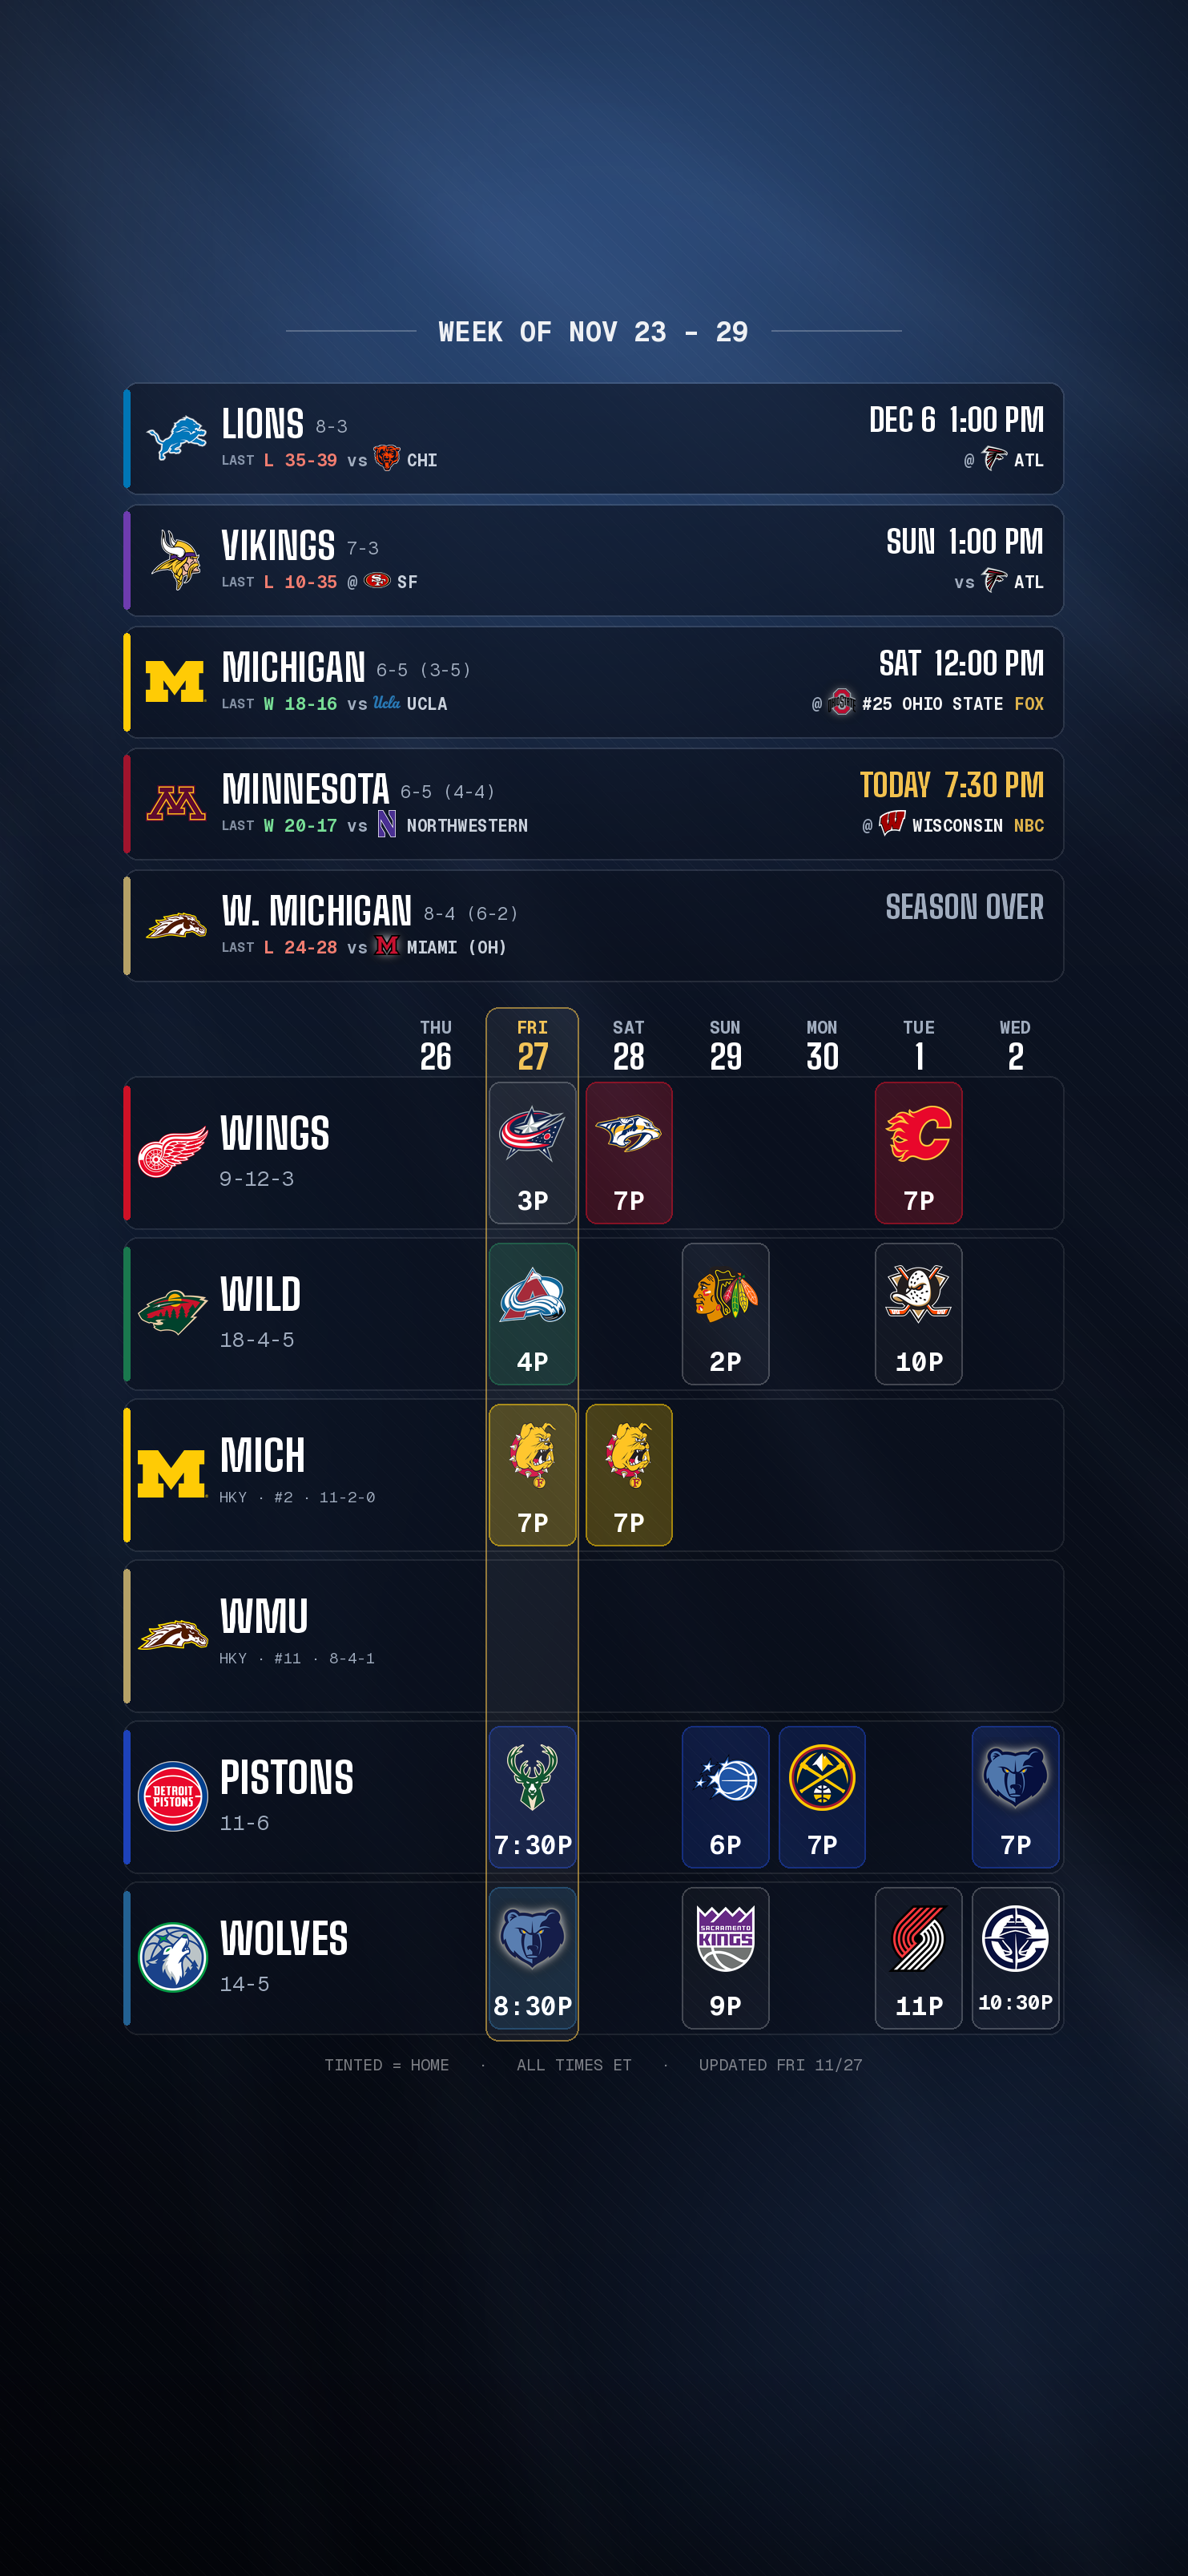 WEEK OF NOV 23 – 29
LIONS 8-3
LAST L 35-39 vs CHI
DEC 6 1:00 PM
@ ATL
VIKINGS 7-3
LAST L 10-35 @ SF
SUN 1:00 PM
vs ATL
MICHIGAN 6-5 (3-5)
LAST W 18-16 vs Ucla UCLA
SAT 12:00 PM
@ #25 OHIO STATE FOX
MINNESOTA 6-5 (4-4)
LAST W 20-17 vs NORTHWESTERN
TODAY 7:30 PM
@ WISCONSIN NBC
W. MICHIGAN 8-4 (6-2)
LAST L 24-28 vs MIAMI (OH)
SEASON OVER
THU FRI SAT SUN MON TUE WED
26 27 28 29 30 1 2
WINGS
9-12-3
3P 7P 7P
WILD
18-4-5
4P 2P 10P
MICH
HKY · #2 · 11-2-0
7P 7P
WMU
HKY · #11 · 8-4-1
DETROIT
PISTONS
PISTONS
11-6
7:30P 6P 7P 7P
WOLVES
14-5
SACRAMENTO
KINGS
8:30P 9P 11P 10:30P
TINTED = HOME · ALL TIMES ET · UPDATED FRI 11/27